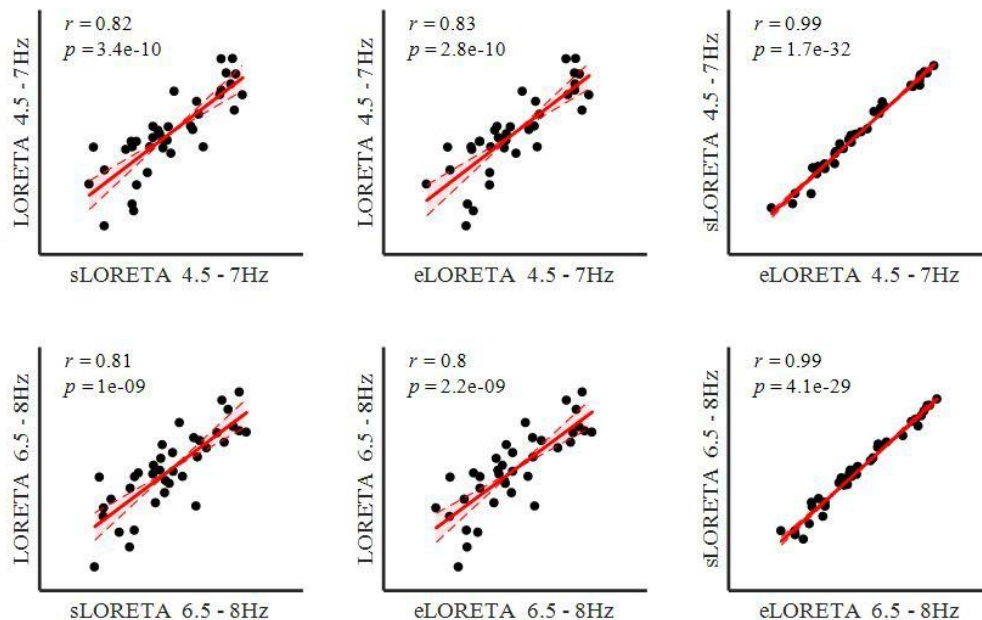 r = 0.82
p = 3.4e-10
LORETA 4.5 - 7Hz
sLORETA 4.5 - 7Hz
r = 0.83
p = 2.8e-10
LORETA 4.5 - 7Hz
eLORETA 4.5 - 7Hz
r = 0.99
p = 1.7e-32
sLORETA 4.5 - 7Hz
eLORETA 4.5 - 7Hz
r = 0.81
p = 1e-09
LORETA 6.5 - 8Hz
sLORETA 6.5 - 8Hz
r = 0.8
p = 2.2e-09
LORETA 6.5 - 8Hz
eLORETA 6.5 - 8Hz
r = 0.99
p = 4.1e-29
sLORETA 6.5 - 8Hz
eLORETA 6.5 - 8Hz